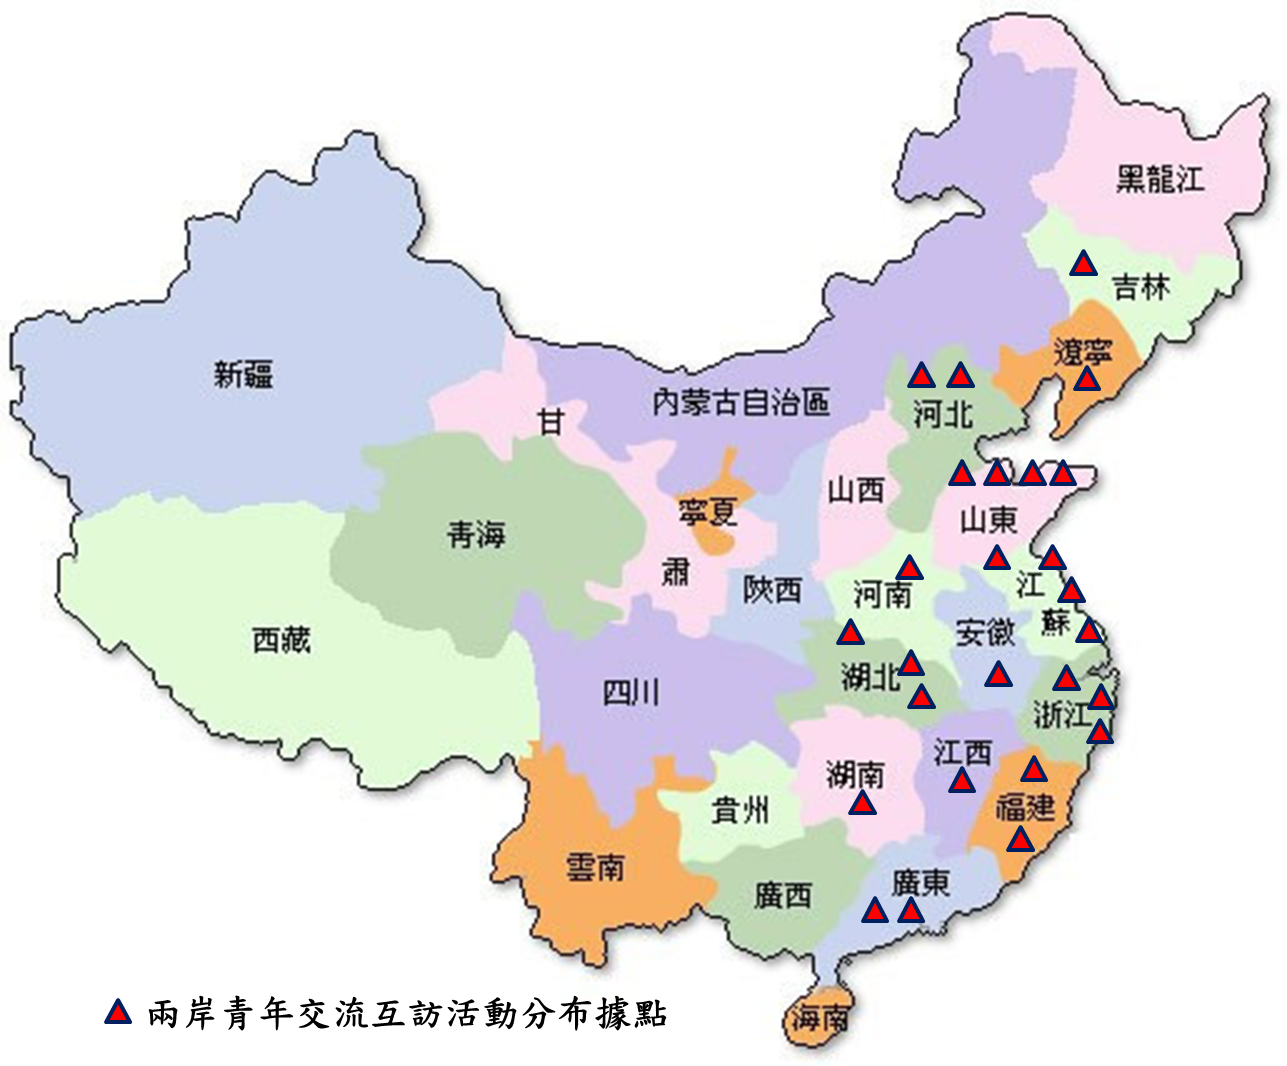 黑龍江
吉林
遼寧
新疆
內蒙古自治區
甘
河北
山西
寧夏
山東
青海
肅
陝西
河南
江
蘇
西藏
安徽
四川
湖北
浙江
江西
湖南
貴州
福建
雲南
廣西
廣東
海南
兩岸青年交流互訪活動分布據點